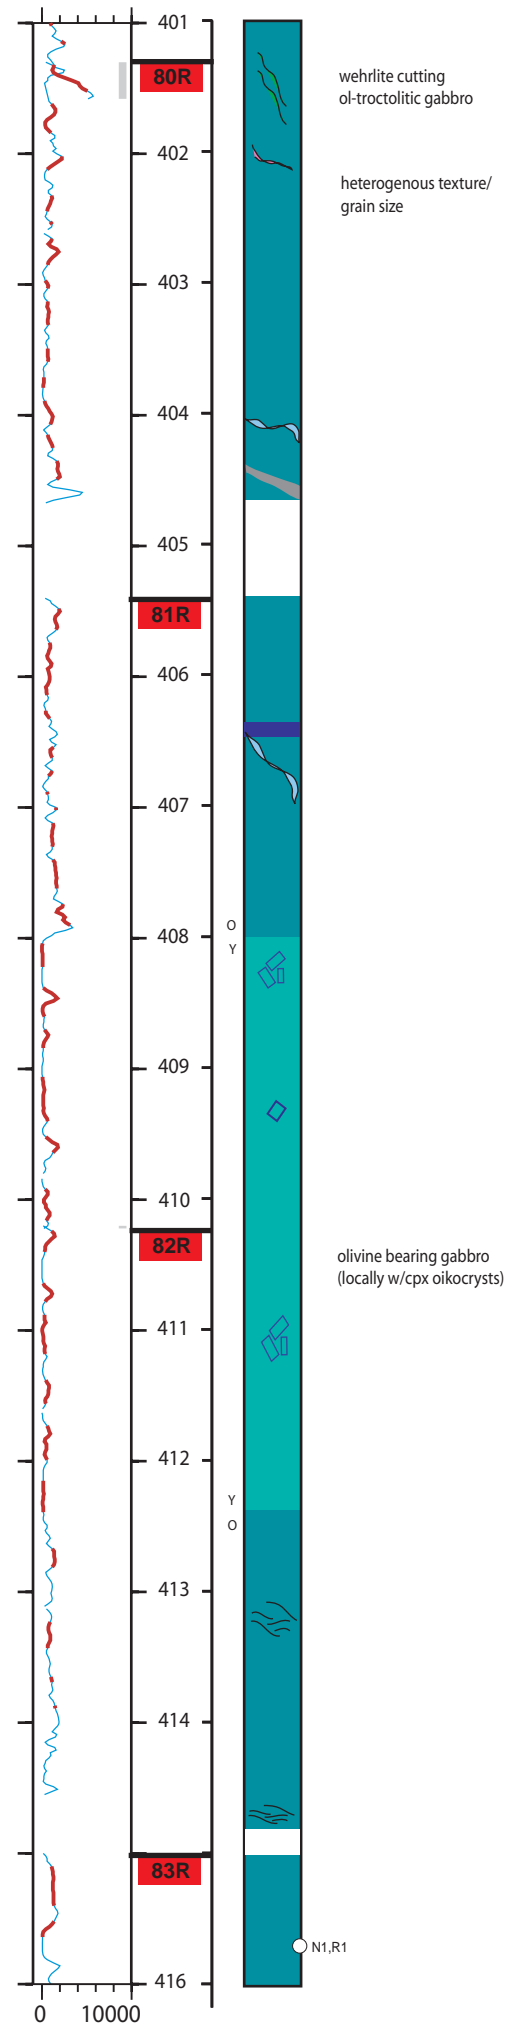 401
80R
wehrlite cutting
ol-troctolitic gabbro
402
heterogenous texture/
grain size
403
404
405
81R
406
407
O
408
Y
409
410
82R
olivine bearing gabbro
(locally w/cpx oikocrysts)
411
412
Y
O
413
414
83R
N1,R1
416
0 10000